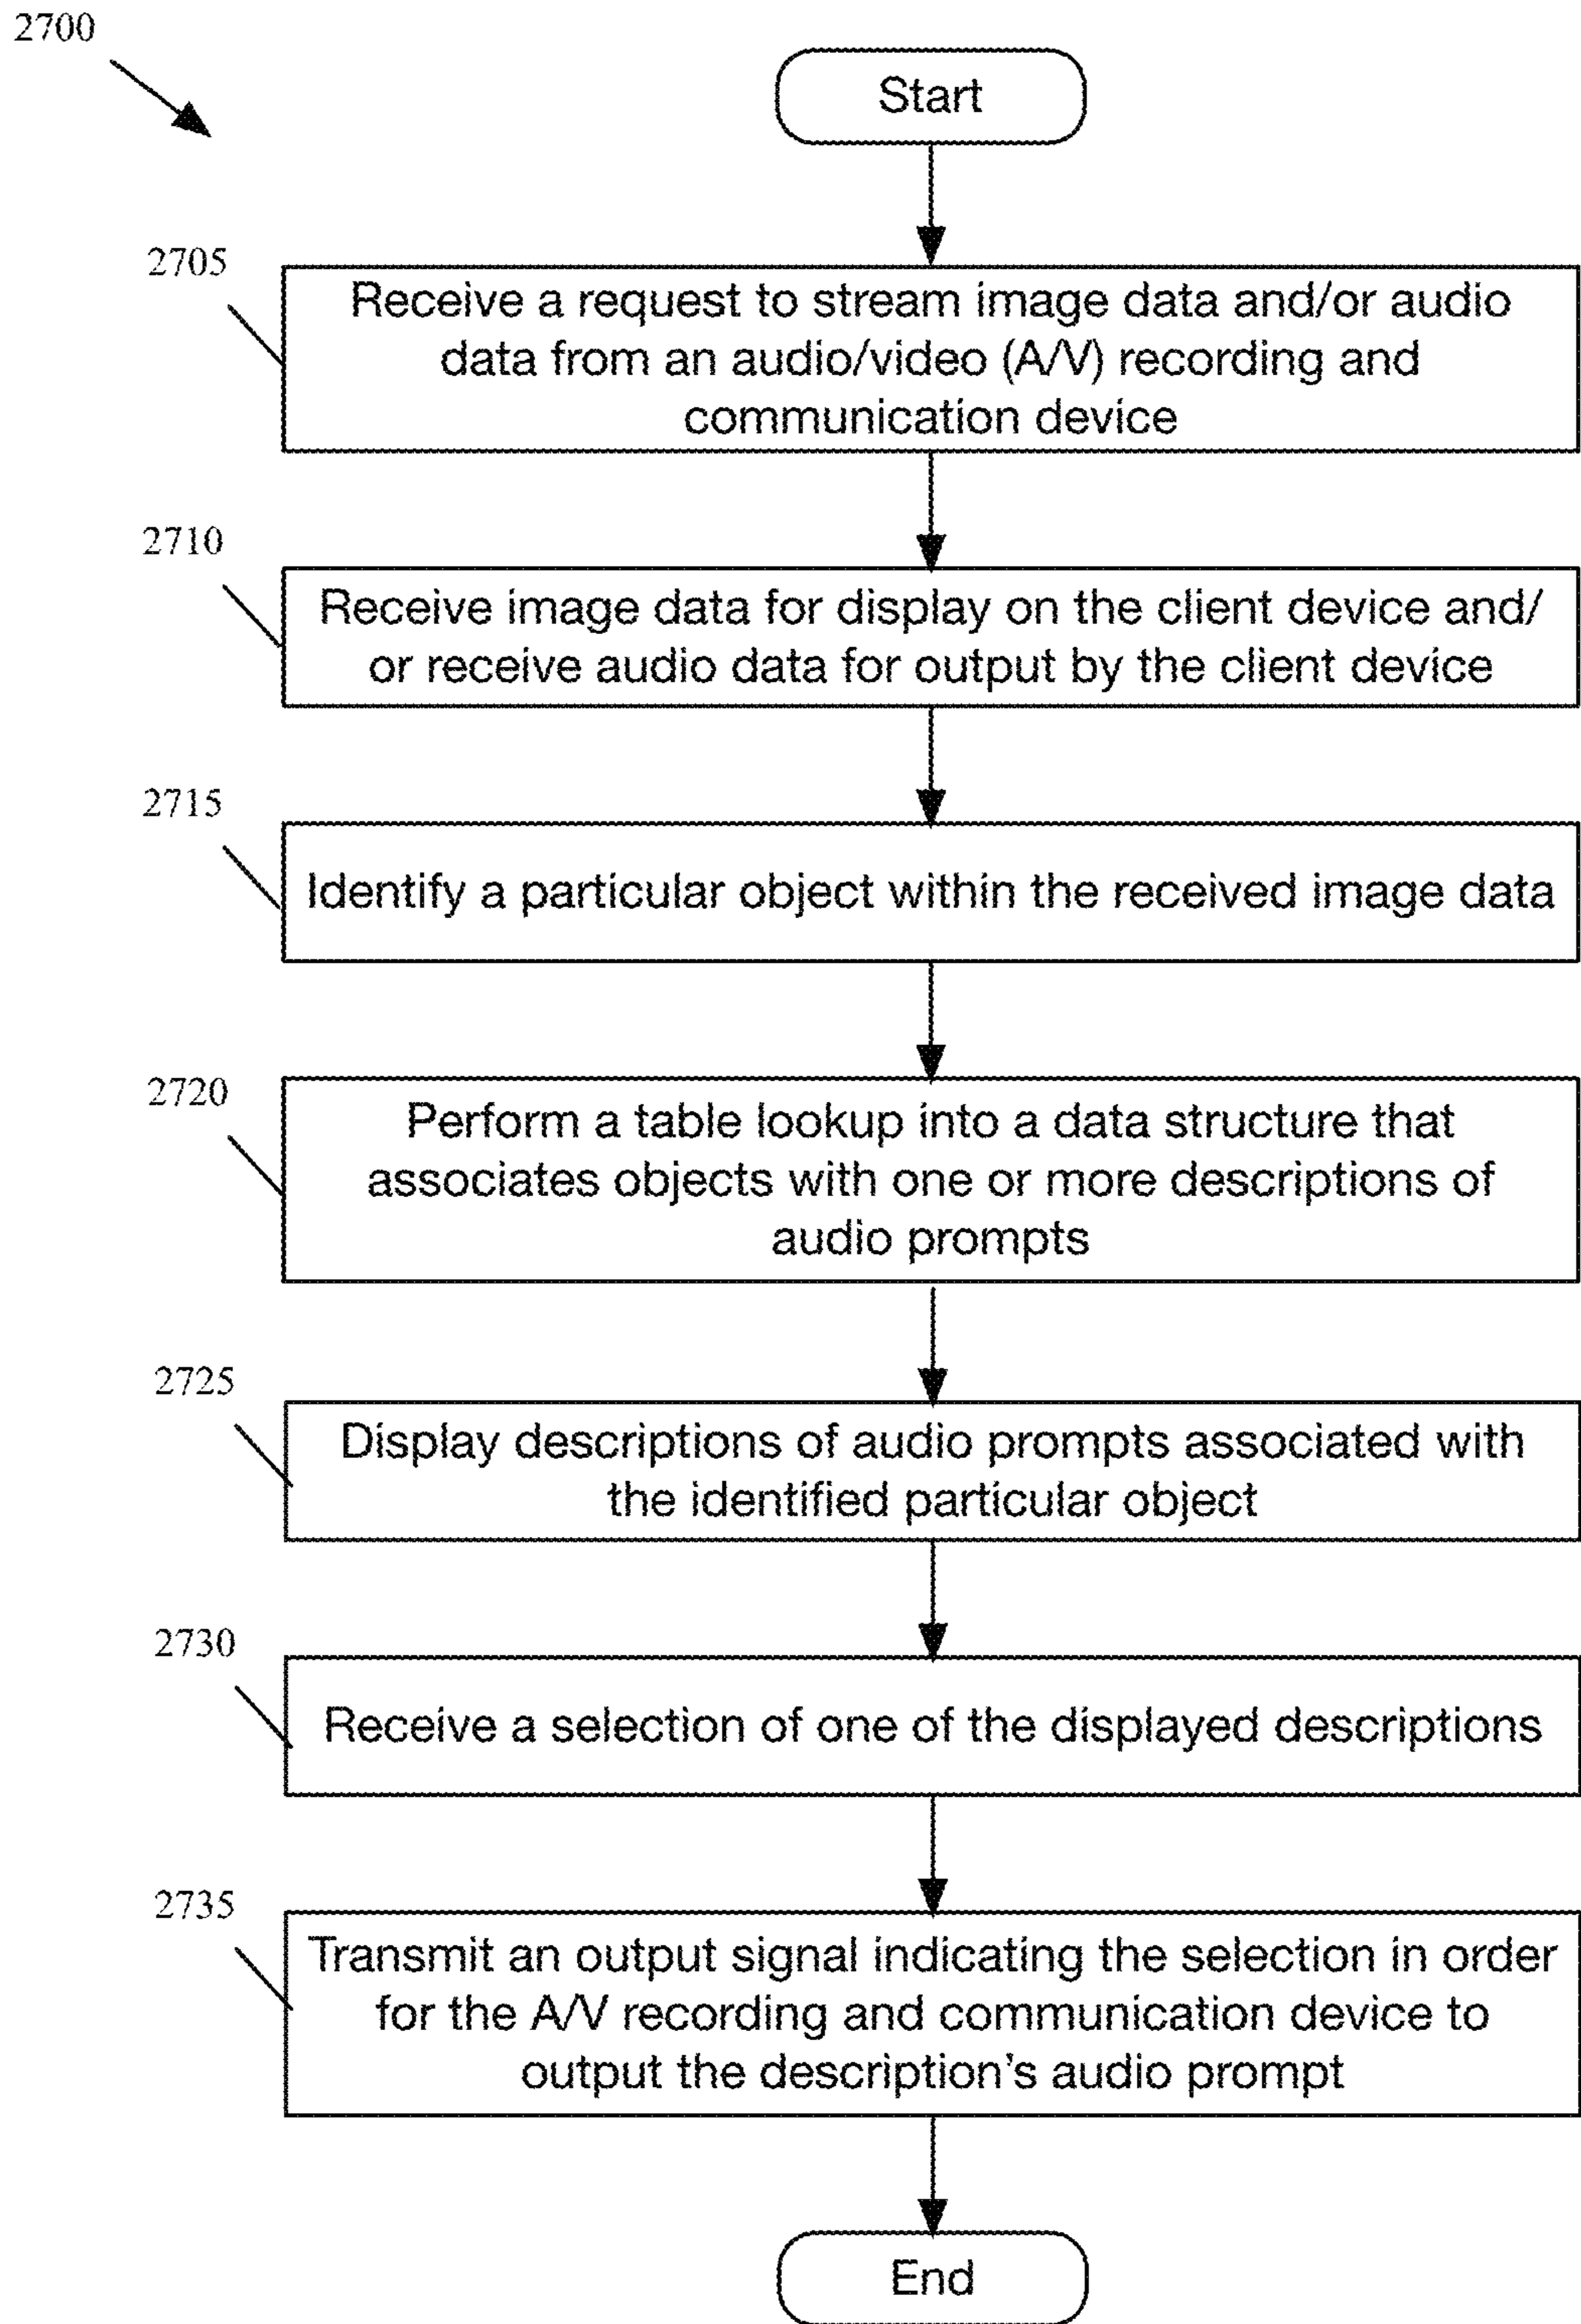 2700
Start
2705
Receive a request to stream image data and/or audio
data from an audio/video (A/V) recording and
communication device
2710
Receive image data for display on the client device and/
or receive audio data for output by the client device
2715
Identify a particular object within the received image data
2720
Perform a table lookup into a data structure that
associates objects with one or more descriptions of
audio prompts
2725
Display descriptions of audio prompts associated with
the identified particular object
2730
Receive a selection of one of the displayed descriptions
2735
Transmit an output signal indicating the selection in order
for the A/V recording and communication device to
output the description's audio prompt
End